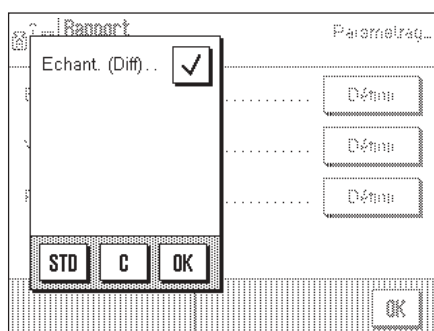 Rapport
Paramétrag...
Echant. (Diff)..
Définir
Définir
Définir
STD
C
OK
OK